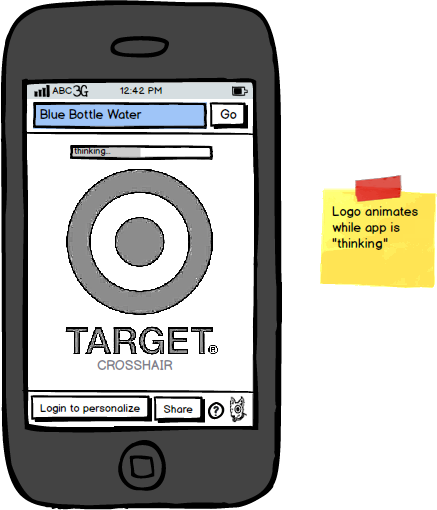 ABC 3G 12:42 PM
Blue Bottle Water Go
thinking...
TARGET®
CROSSHAIR
Login to personalize Share ?
Logo animates
while app is
"thinking"